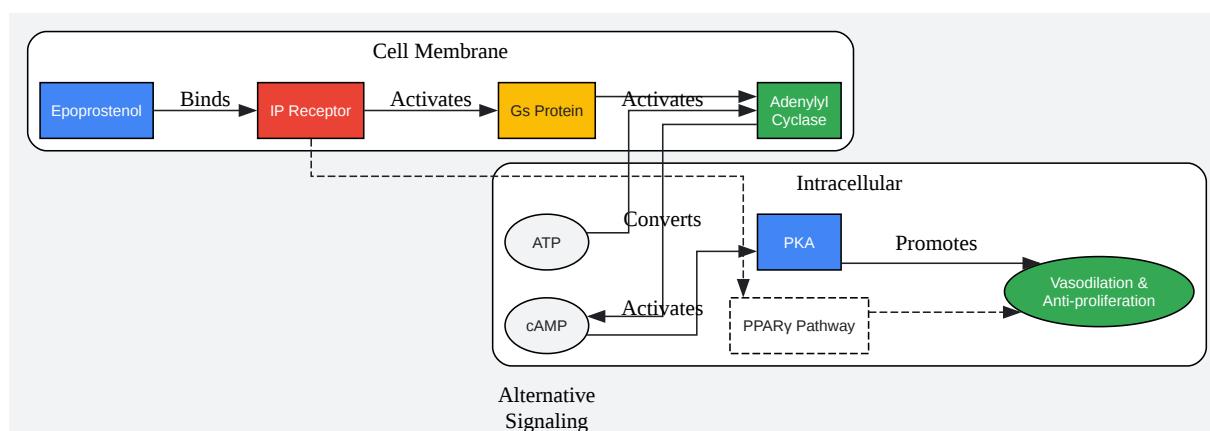 Cell Membrane
Epoprostenol
Binds
IP Receptor
Activates
Gs Protein
Activates
Adenylyl
Cyclase
Intracellular
ATP
Converts
PKA
Promotes
Vasodilation &
Anti-proliferation
cAMP
Activates
PPARγ Pathway
Alternative
Signaling